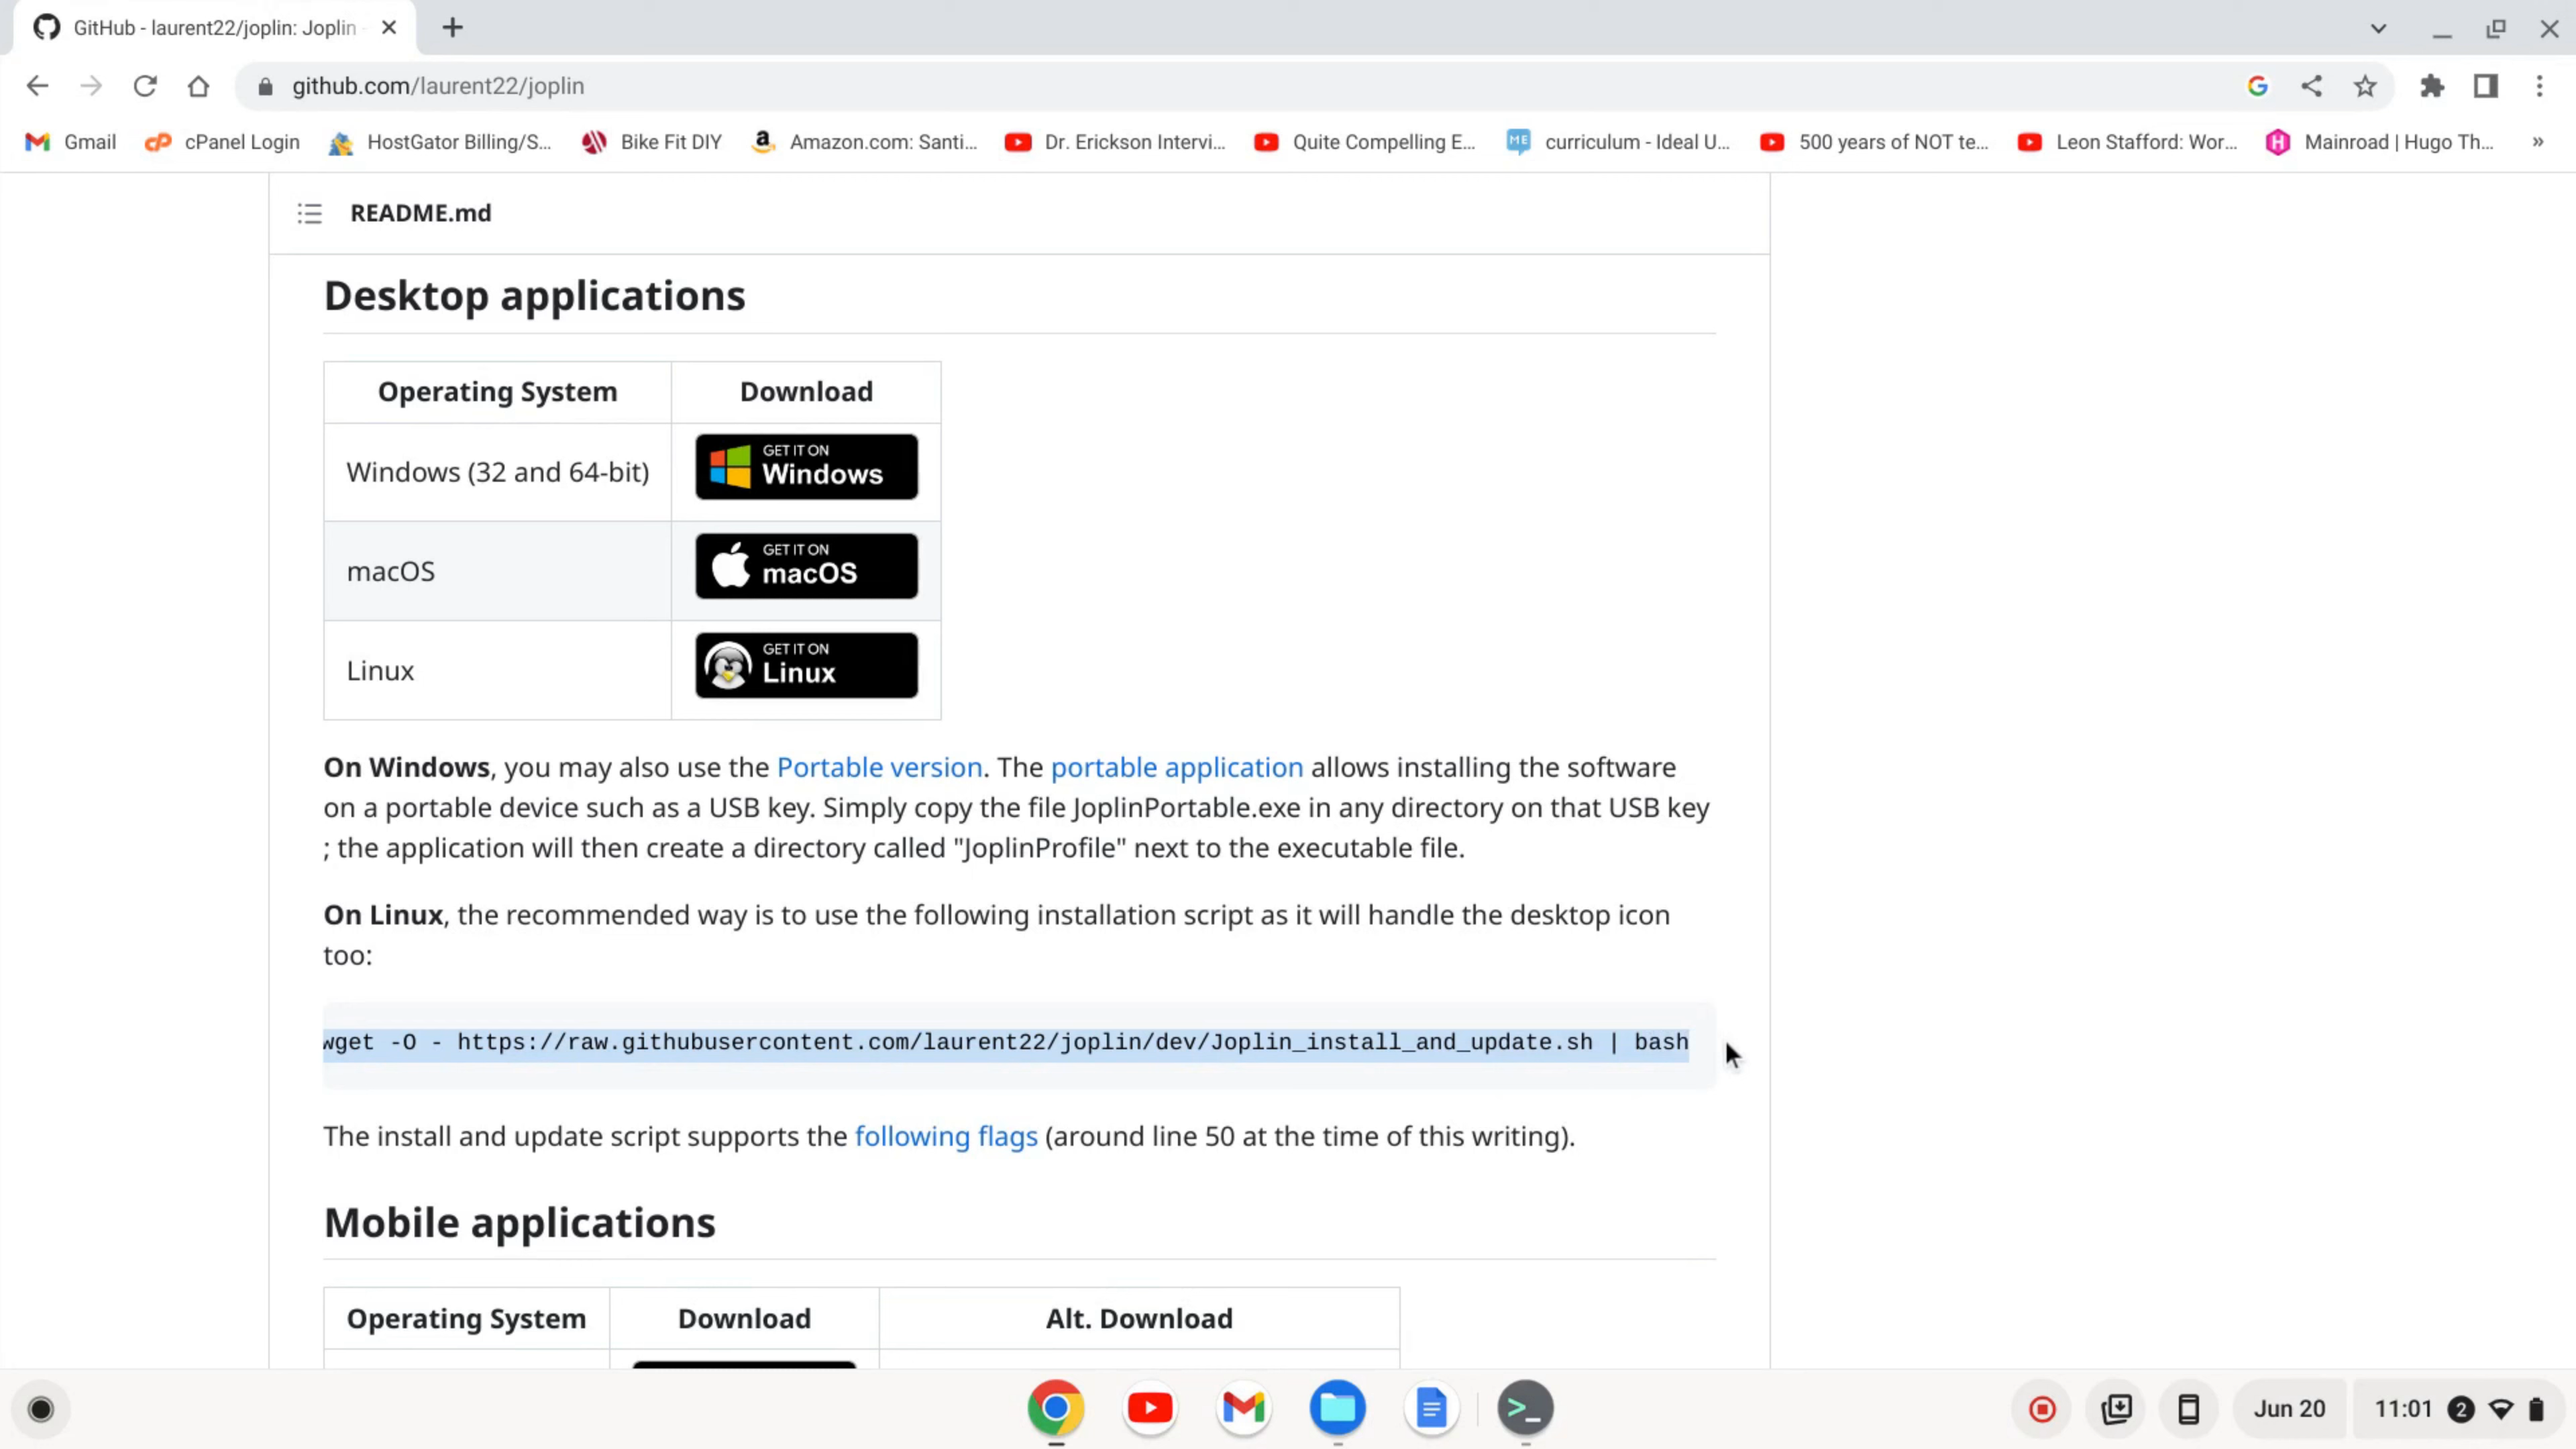 GitHub - laurent22/joplin: Joplin
github.com/laurent22/joplin
Gmail
cPanel Login
HostGator Billing/S...
Bike Fit DIY
Amazon.com: Santi...
Dr. Erickson Intervi...
Quite Compelling E...
ME
curriculum - Ideal U...
500 years of NOT te...
Leon Stafford: Wor...
Mainroad | Hugo Th...
»
README.md
Desktop applications
Operating System Download
Windows (32 and 64-bit) GET IT ON
Windows
macOS GET IT ON
macOS
Linux GET IT ON
Linux
On Windows, you may also use the Portable version. The portable application allows installing the software
on a portable device such as a USB key. Simply copy the file JoplinPortable.exe in any directory on that USB key
; the application will then create a directory called "JoplinProfile" next to the executable file.
On Linux, the recommended way is to use the following installation script as it will handle the desktop icon
too:
wget -O - https://raw.githubusercontent.com/laurent22/joplin/dev/Joplin_install_and_update.sh | bash
The install and update script supports the following flags (around line 50 at the time of this writing).
Mobile applications
Operating System Download Alt. Download
Jun 20
11:01 2